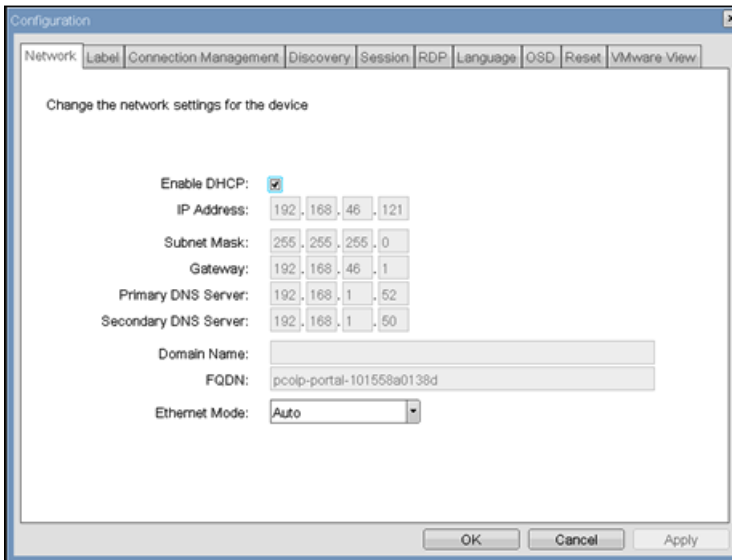 Configuration
Network Label Connection Management Discovery Session RDP Language OSD Reset VMware View
Change the network settings for the device
Enable DHCP:
IP Address: 192 . 168 . 46 . 121
Subnet Mask: 255 . 255 . 255 . 0
Gateway: 192 . 168 . 46 . 1
Primary DNS Server: 192 . 168 . 1 . 52
Secondary DNS Server: 192 . 168 . 1 . 50
Domain Name:
FQDN: pcoip-portal-101558a0138d
Ethernet Mode: Auto
OK Cancel Apply